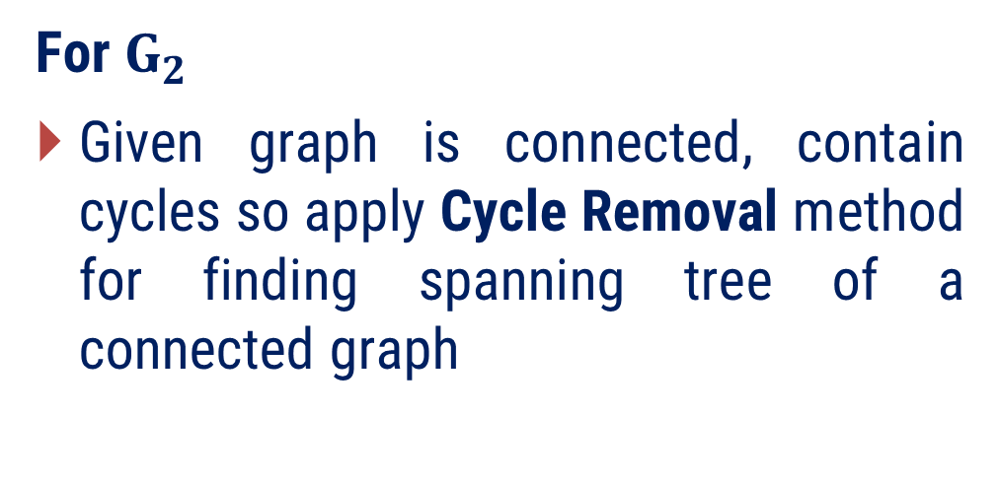 For G₂
Given graph is connected, contain
cycles so apply Cycle Removal method
for finding spanning tree of a
connected graph